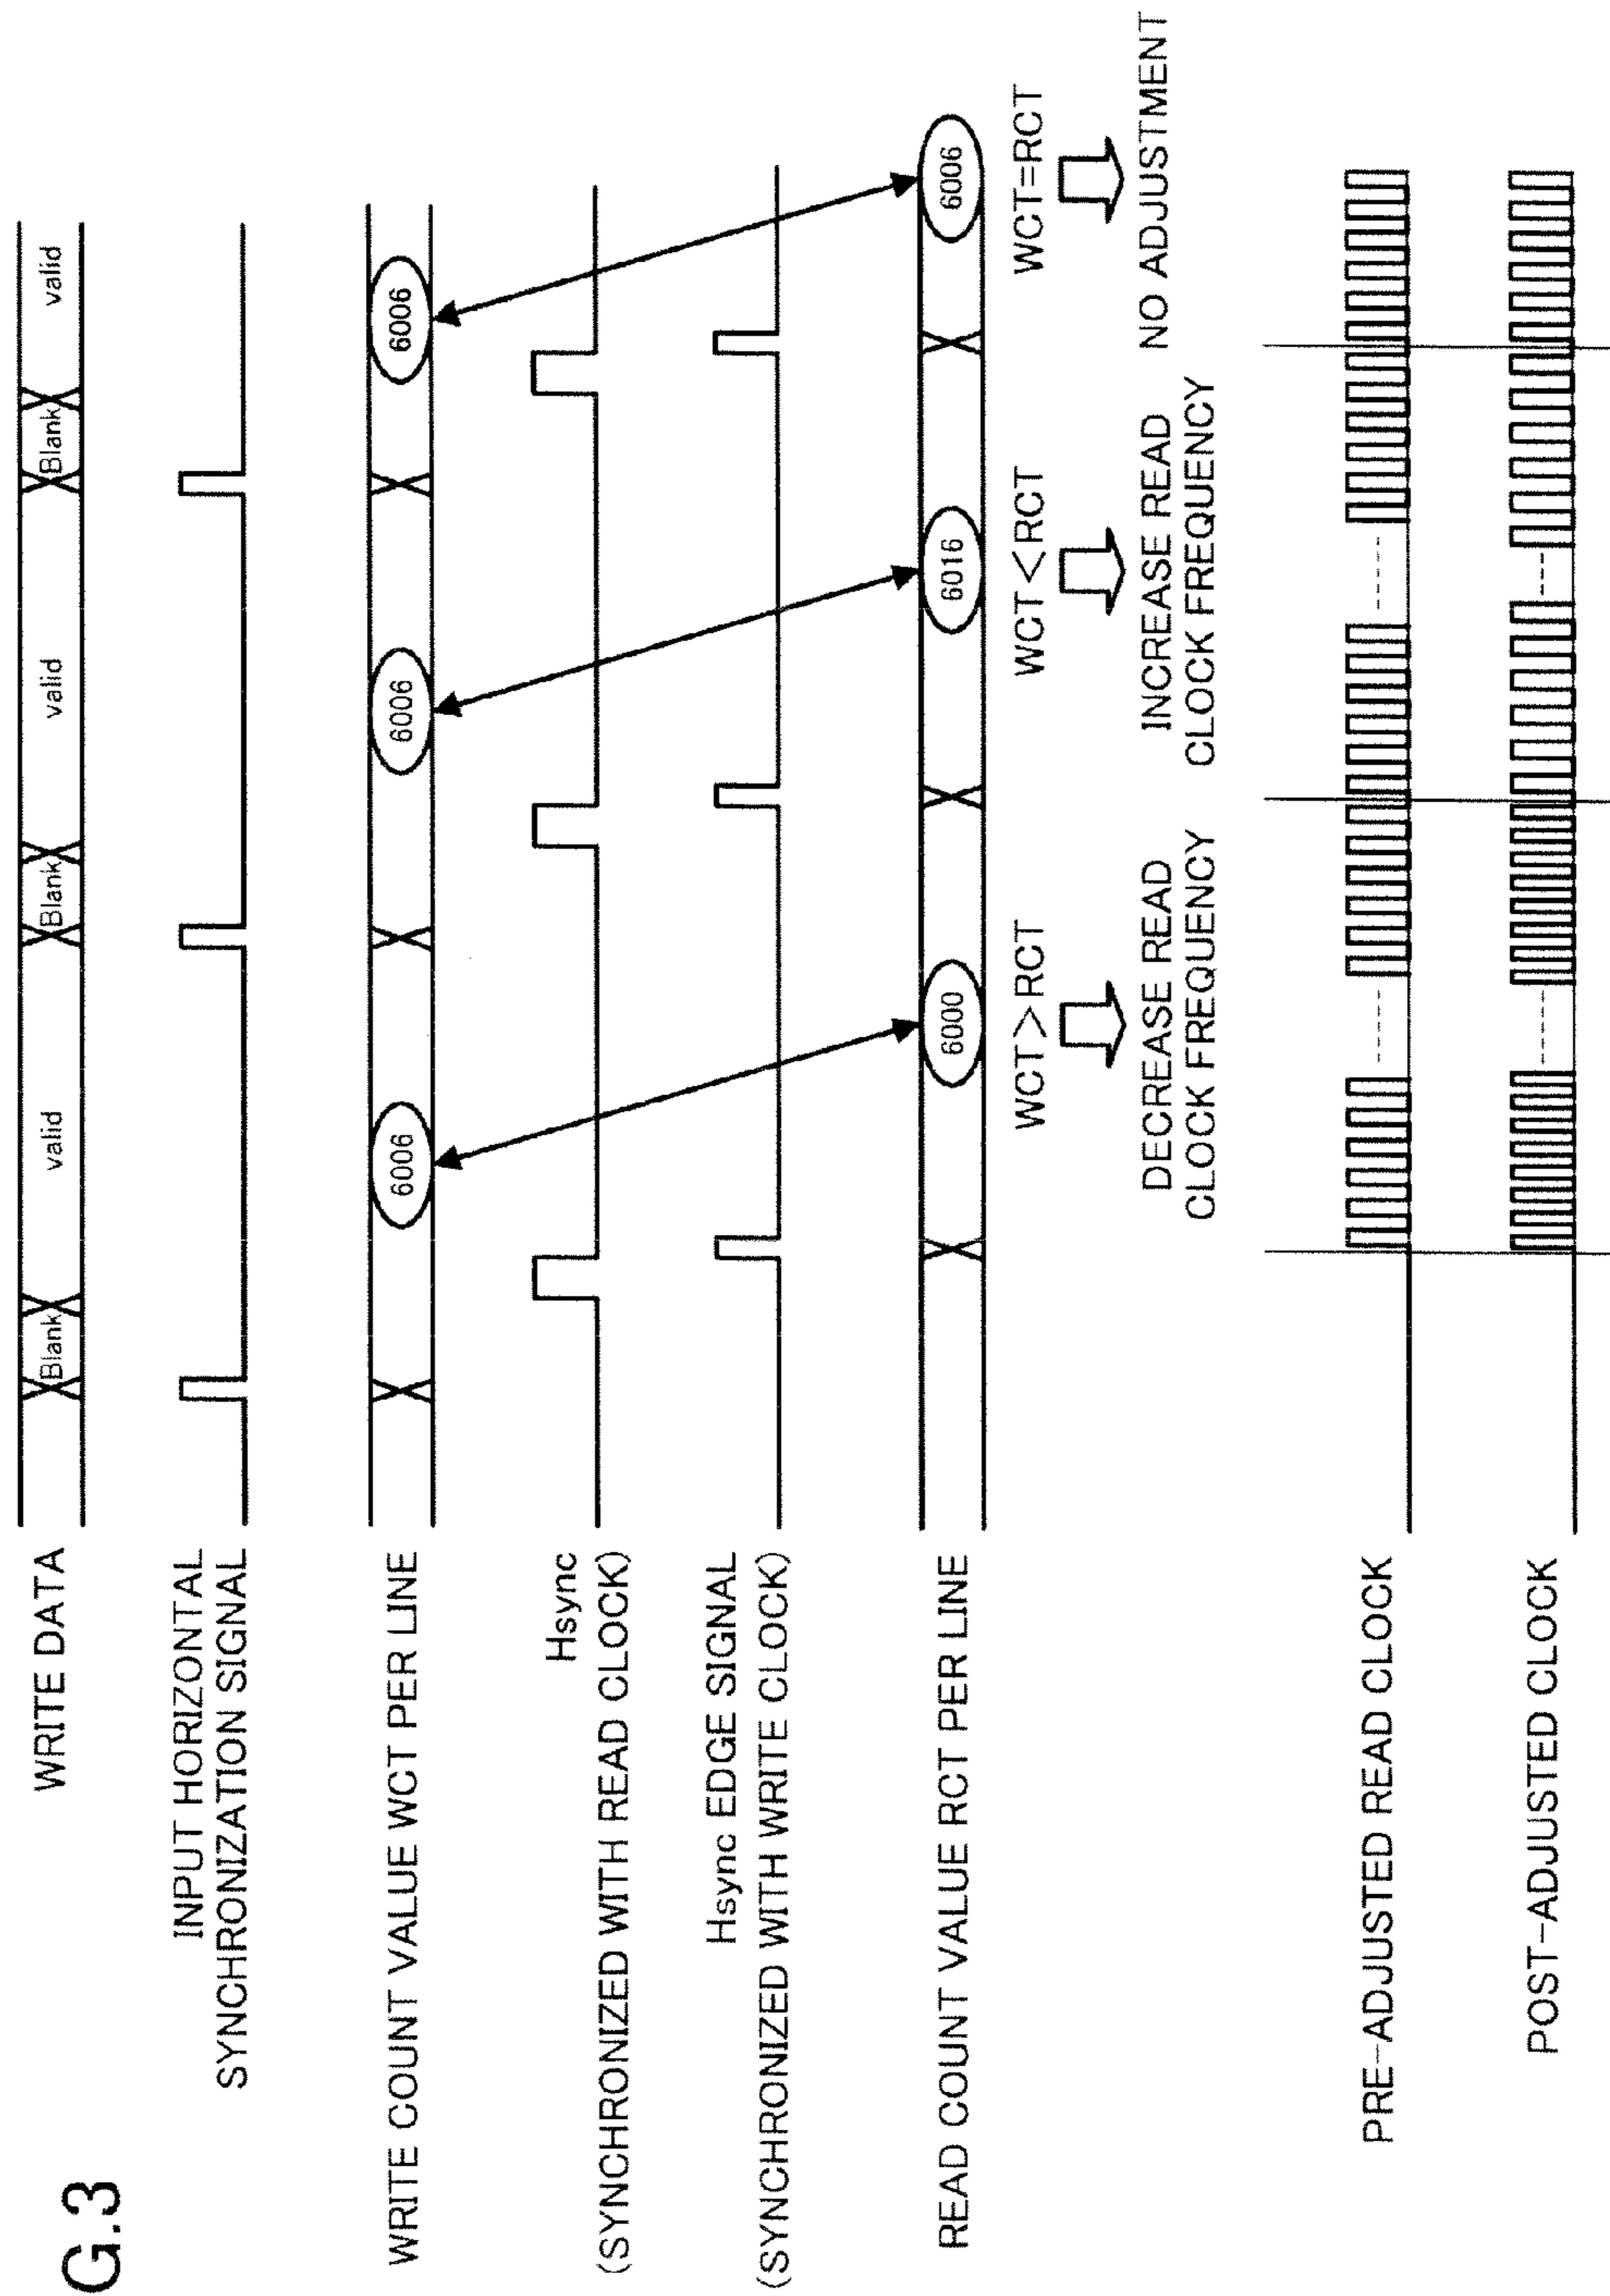 G.3
WRITE DATA
Blank
valid
Blank
valid
Blank
valid
INPUT HORIZONTAL
SYNCHRONIZATION SIGNAL
WRITE COUNT VALUE WCT PER LINE
6006
6006
6006
Hsync
(SYNCHRONIZED WITH READ CLOCK)
Hsync EDGE SIGNAL
(SYNCHRONIZED WITH WRITE CLOCK)
READ COUNT VALUE RCT PER LINE
6000
6016
6006
WCT>RCT
WCT<RCT
WCT=RCT
DECREASE READ
CLOCK FREQUENCY
INCREASE READ
CLOCK FREQUENCY
NO ADJUSTMENT
PRE-ADJUSTED READ CLOCK
POST-ADJUSTED CLOCK